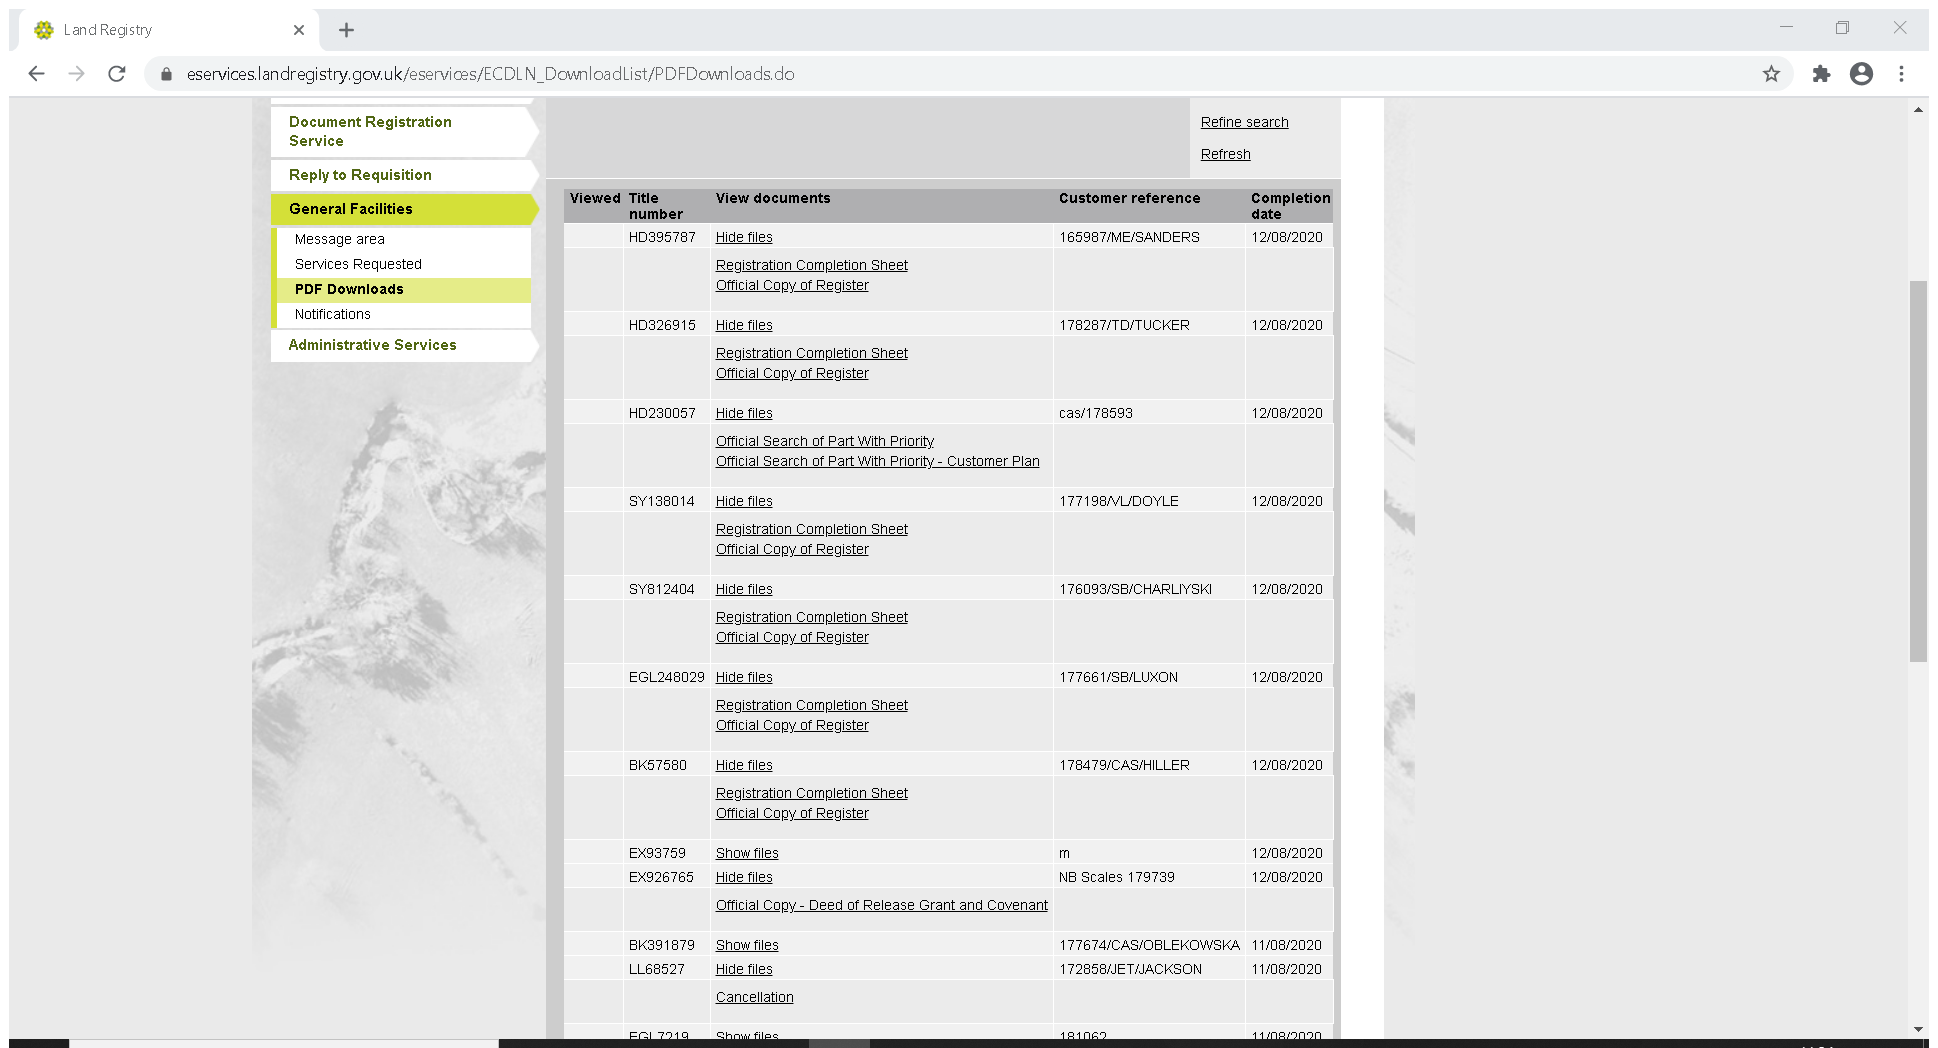 Land Registry
eservices.landregistry.gov.uk/eservices/ECDLN_DownloadList/PDFDownloads.do
Document Registration
Service
Reply to Requisition
General Facilities
Message area
Services Requested
PDF Downloads
Notifications
Administrative Services
Refine search
Refresh
Viewed Title number View documents Customer reference Completion date
HD395787 Hide files 165987/ME/SANDERS 12/08/2020
Registration Completion Sheet
Official Copy of Register
HD326915 Hide files 178287/TD/TUCKER 12/08/2020
Registration Completion Sheet
Official Copy of Register
HD230057 Hide files cas/178593 12/08/2020
Official Search of Part With Priority
Official Search of Part With Priority - Customer Plan
SY138014 Hide files 177198/VL/DOYLE 12/08/2020
Registration Completion Sheet
Official Copy of Register
SY812404 Hide files 176093/SB/CHARLIYSKI 12/08/2020
Registration Completion Sheet
Official Copy of Register
EGL248029 Hide files 177661/SB/LUXON 12/08/2020
Registration Completion Sheet
Official Copy of Register
BK57580 Hide files 178479/CAS/HILLER 12/08/2020
Registration Completion Sheet
Official Copy of Register
EX93759 Show files m 12/08/2020
EX926765 Hide files NB Scales 179739 12/08/2020
Official Copy - Deed of Release Grant and Covenant
BK391879 Show files 177674/CAS/OBLEKOWSKA 11/08/2020
LL68527 Hide files 172858/JET/JACKSON 11/08/2020
Cancellation
EGL7219 Show files 181062 11/08/2020